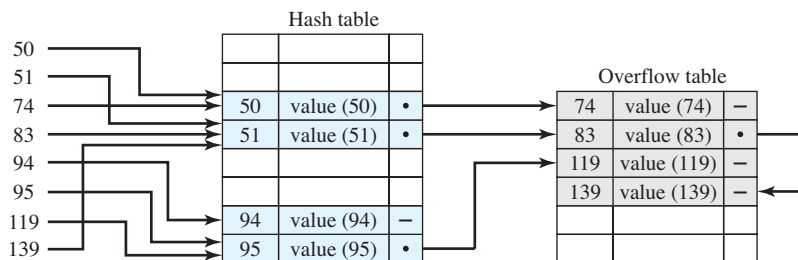 Hash table
50
51
Overflow table
74
50 value (50) •
74 value (74) –
83
51 value (51) •
83 value (83) •
94
119 value (119) –
95
139 value (139) –
119
94 value (94) –
139
95 value (95) •